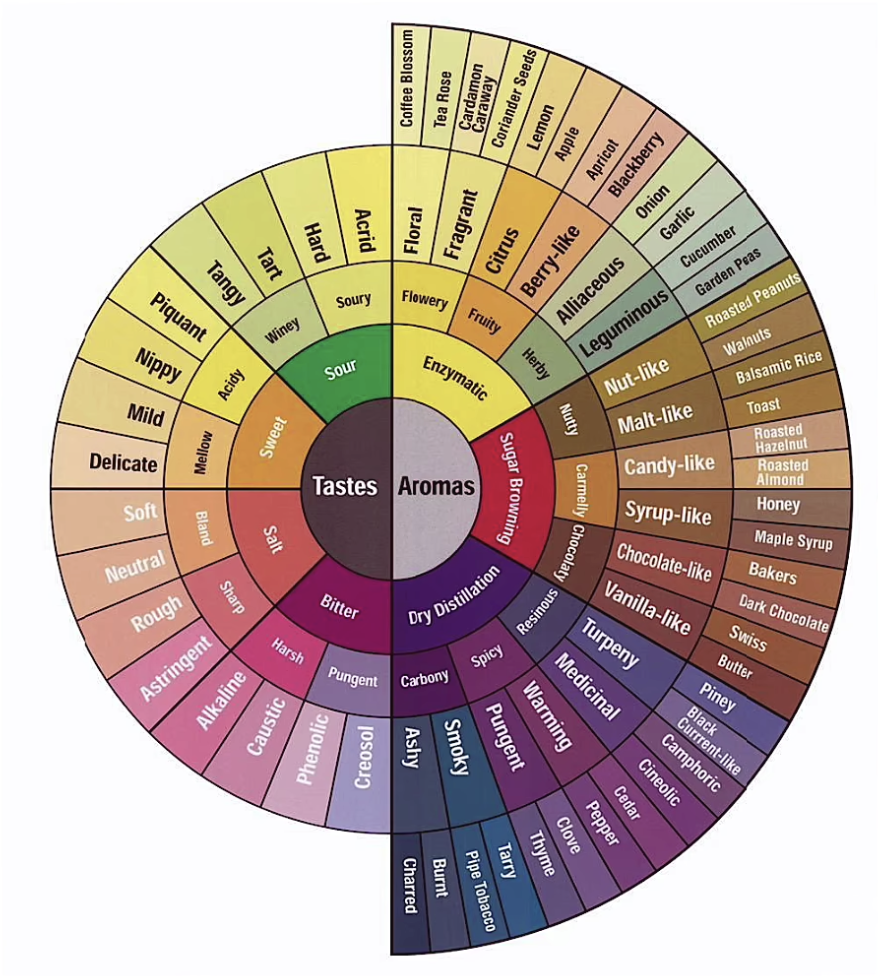 Tastes
Aromas
Sour
Sweet
Salt
Bitter
Enzymatic
Sugar Browning
Dry Distillation
Soury
Winey
Acidy
Mellow
Bland
Sharp
Harsh
Pungent
Acrid
Hard
Tart
Tangy
Piquant
Nippy
Mild
Delicate
Soft
Neutral
Rough
Astringent
Alkaline
Caustic
Phenolic
Creosol
Flowery
Fruity
Herby
Nutty
Carmelly
Chocolaty
Resinous
Spicy
Carbony
Floral
Fragrant
Citrus
Berry-like
Alliaceous
Leguminous
Nut-like
Malt-like
Candy-like
Syrup-like
Chocolate-like
Vanilla-like
Turpeny
Medicinal
Warming
Pungent
Smoky
Ashy
Coffee Blossom
Tea Rose
Cardamon
Caraway
Coriander Seeds
Lemon
Apple
Apricot
Blackberry
Onion
Garlic
Cucumber
Garden Peas
Roasted Peanuts
Walnuts
Balsamic Rice
Toast
Roasted
Hazelnut
Roasted
Almond
Honey
Maple Syrup
Bakers
Dark Chocolate
Swiss
Butter
Piney
Black
Current-like
Camphoric
Cineolic
Cedar
Pepper
Clove
Thyme
Tarry
Pipe Tobacco
Burnt
Charred